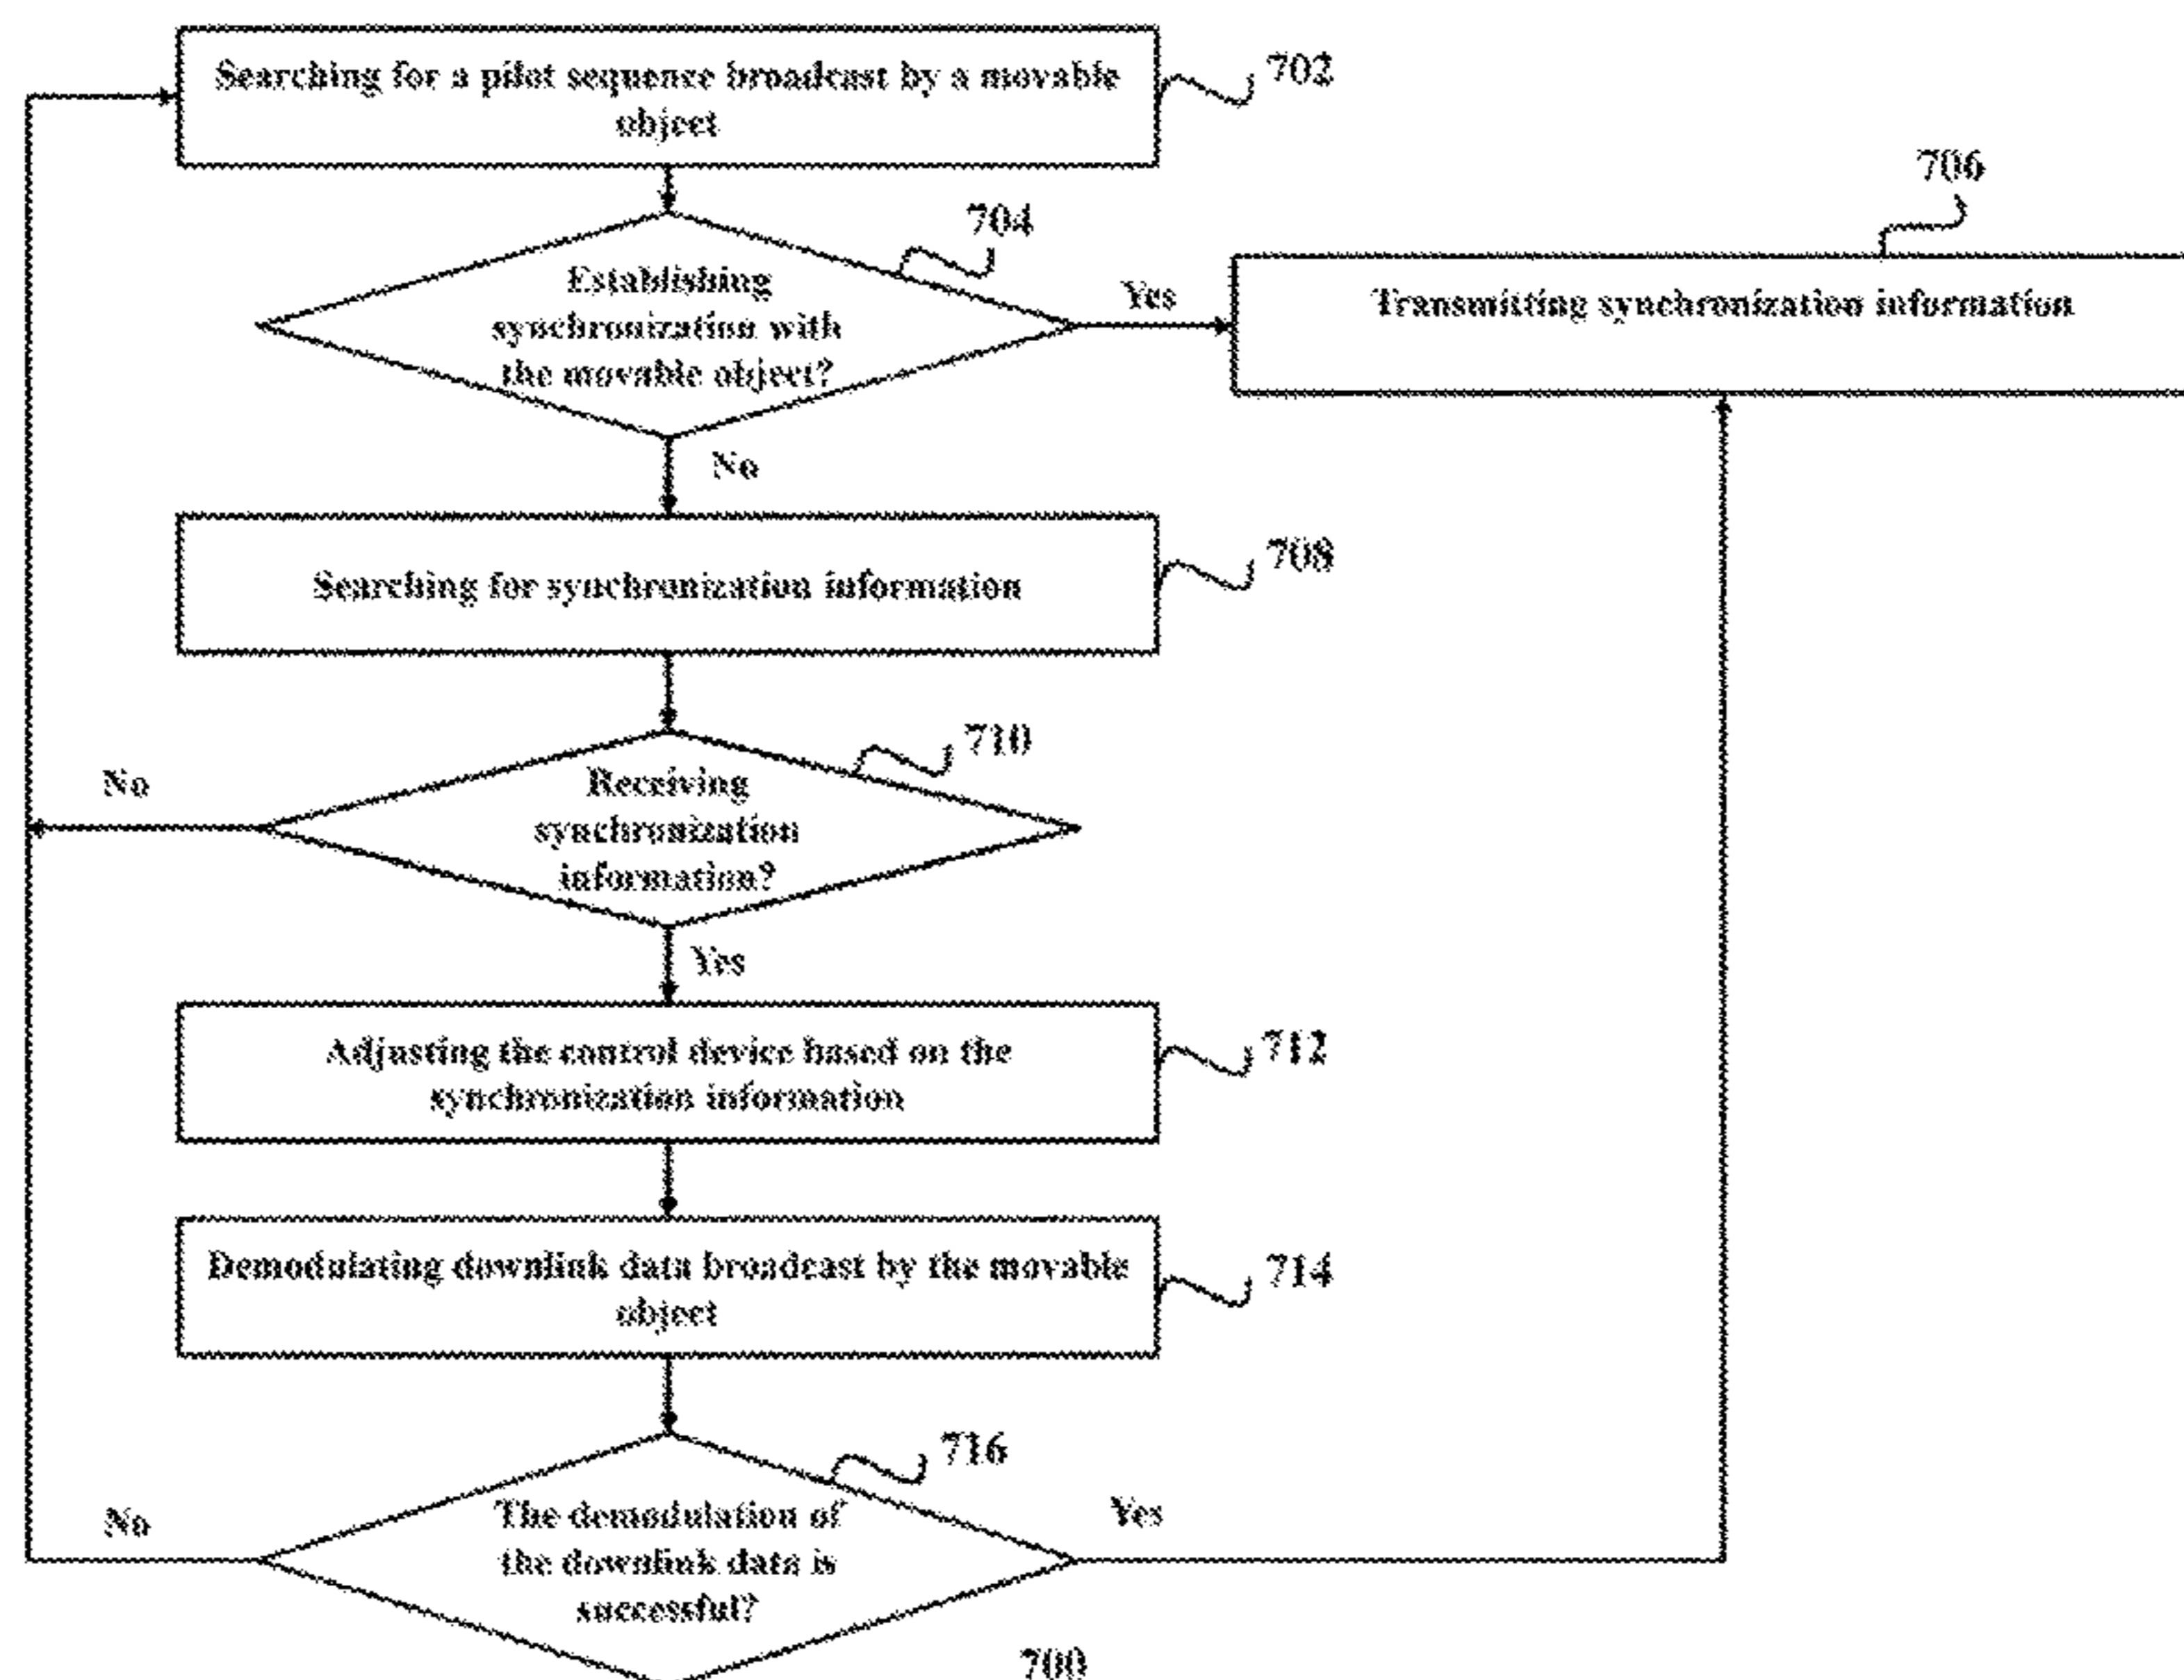 Searching for a pilot sequence broadcast by a movable
object
702
704
706
Establishing
synchronization with
the movable object?
Yes
Transmitting synchronization information
No
Searching for synchronization information
708
710
Receiving
synchronization
information?
No
Yes
Adjusting the control device based on the
synchronization information
712
Demodulating downlink data broadcast by the movable
object
714
716
The demodulation of
the downlink data is
successful?
No
Yes
700